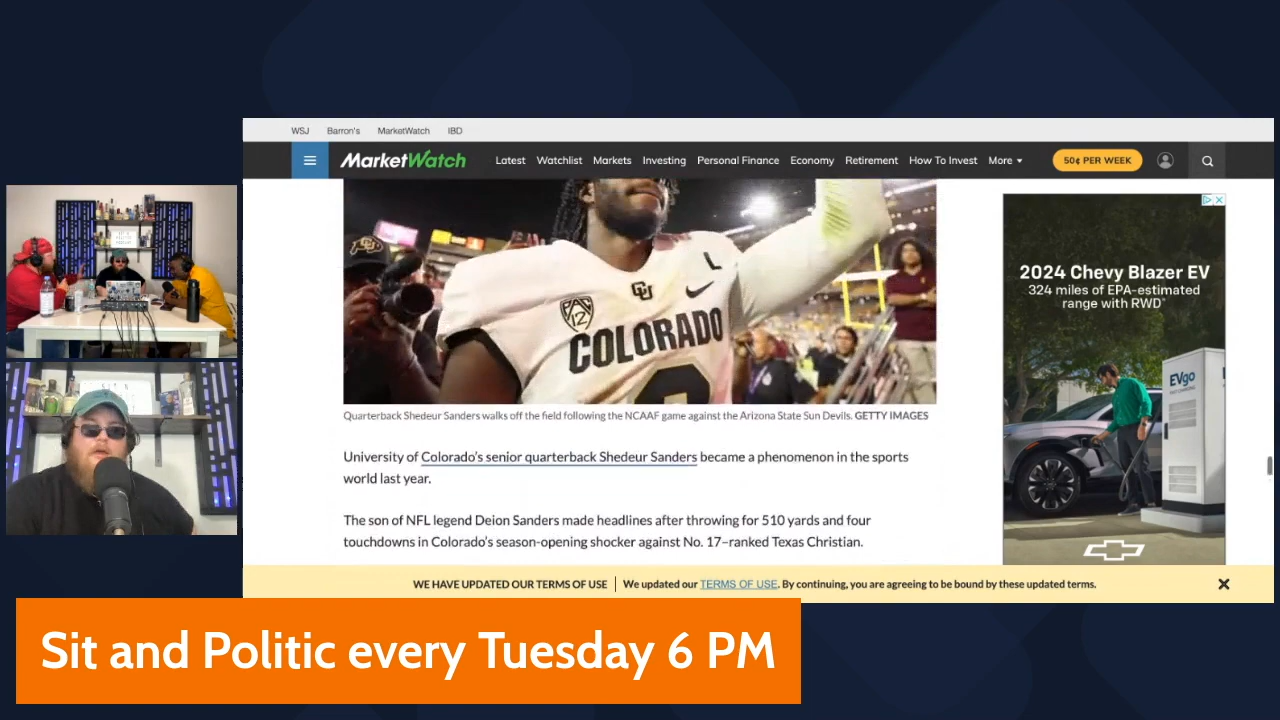 WSJ Barron's MarketWatch IBD
MarketWatch Latest Watchlist Markets Investing Personal Finance Economy Retirement How To Invest More 50¢ PER WEEK
PAC 12
CU
COLORADO
L
Quarterback Shedeur Sanders walks off the field following the NCAAF game against the Arizona State Sun Devils. GETTY IMAGES
University of Colorado's senior quarterback Shedeur Sanders became a phenomenon in the sports
world last year.
The son of NFL legend Deion Sanders made headlines after throwing for 510 yards and four
touchdowns in Colorado's season-opening shocker against No. 17–ranked Texas Christian.
2024 Chevy Blazer EV
324 miles of EPA-estimated
range with RWD*
EVgo
WE HAVE UPDATED OUR TERMS OF USE We updated our TERMS OF USE. By continuing, you are agreeing to be bound by these updated terms.
Sit and Politic every Tuesday 6 PM